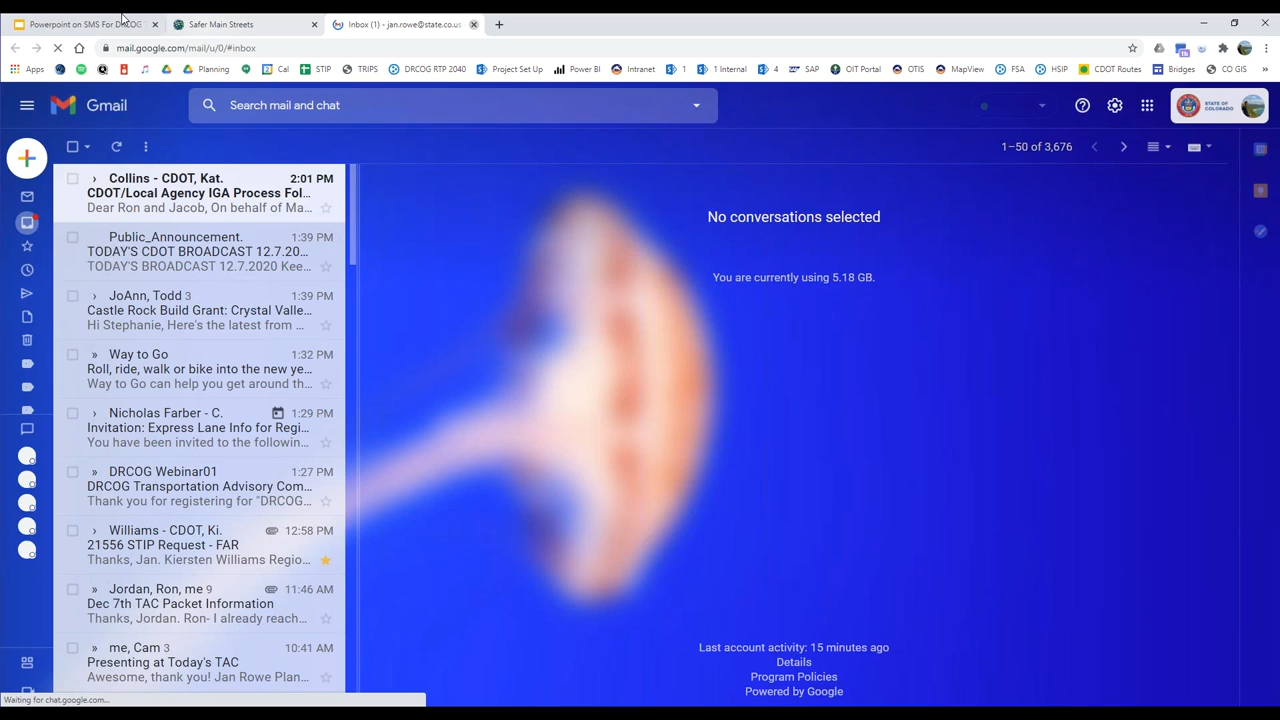 Powerpoint on SMS For DRCOG
Safer Main Streets
Inbox (1) - jan.rowe@state.co.us
mail.google.com/mail/u/0/#inbox
Apps
Planning
Cal
STIP
TRIPS
DRCOG RTP 2040
Project Set Up
Power BI
Intranet
1
1 Internal
4
SAP
OIT Portal
OTIS
MapView
FSA
HSIP
CDOT Routes
Bridges
CO GIS
Gmail
Search mail and chat
STATE OF
COLORADO
1–50 of 3,676
Collins - CDOT, Kat. 2:01 PM
CDOT/Local Agency IGA Process Fol...
Dear Ron and Jacob, On behalf of Ma...
Public_Announcement. 1:39 PM
TODAY'S CDOT BROADCAST 12.7.20...
TODAY'S BROADCAST 12.7.2020 Kee...
JoAnn, Todd 3 1:39 PM
Castle Rock Build Grant: Crystal Valle...
Hi Stephanie, Here's the latest from ...
Way to Go 1:32 PM
Roll, ride, walk or bike into the new ye...
Way to Go can help you get around th...
Nicholas Farber - C. 1:29 PM
Invitation: Express Lane Info for Regi...
You have been invited to the followin...
DRCOG Webinar01 1:27 PM
DRCOG Transportation Advisory Com...
Thank you for registering for "DRCOG...
Williams - CDOT, Ki. 12:58 PM
21556 STIP Request - FAR
Thanks, Jan. Kiersten Williams Regio...
Jordan, Ron, me 9 11:46 AM
Dec 7th TAC Packet Information
Thanks, Jordan. Ron- I already reach...
me, Cam 3 10:41 AM
Presenting at Today's TAC
Awesome, thank you! Jan Rowe Plan...
No conversations selected
You are currently using 5.18 GB.
Last account activity: 15 minutes ago
Details
Program Policies
Powered by Google
Waiting for chat.google.com...